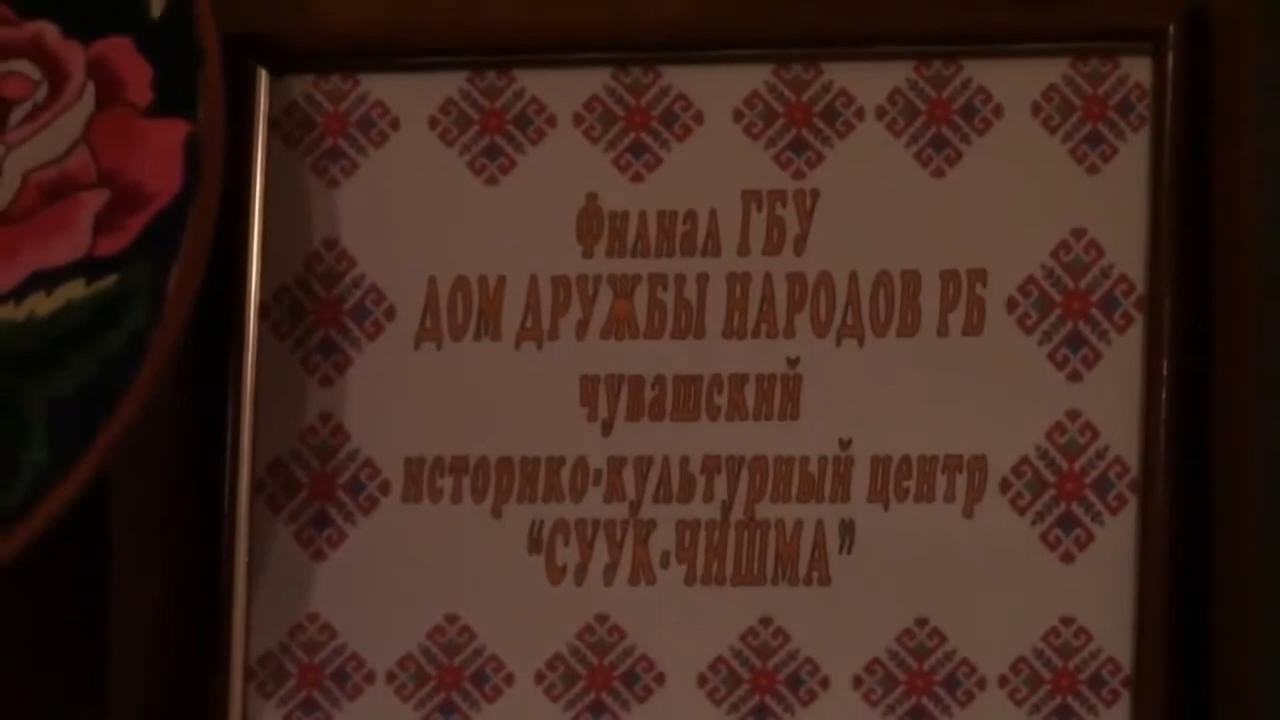 Филиал ГБУ
ДОМ ДРУЖБЫ НАРОДОВ РБ
чувашский
историко-культурный центр
“СУУК-ЧИШМА”